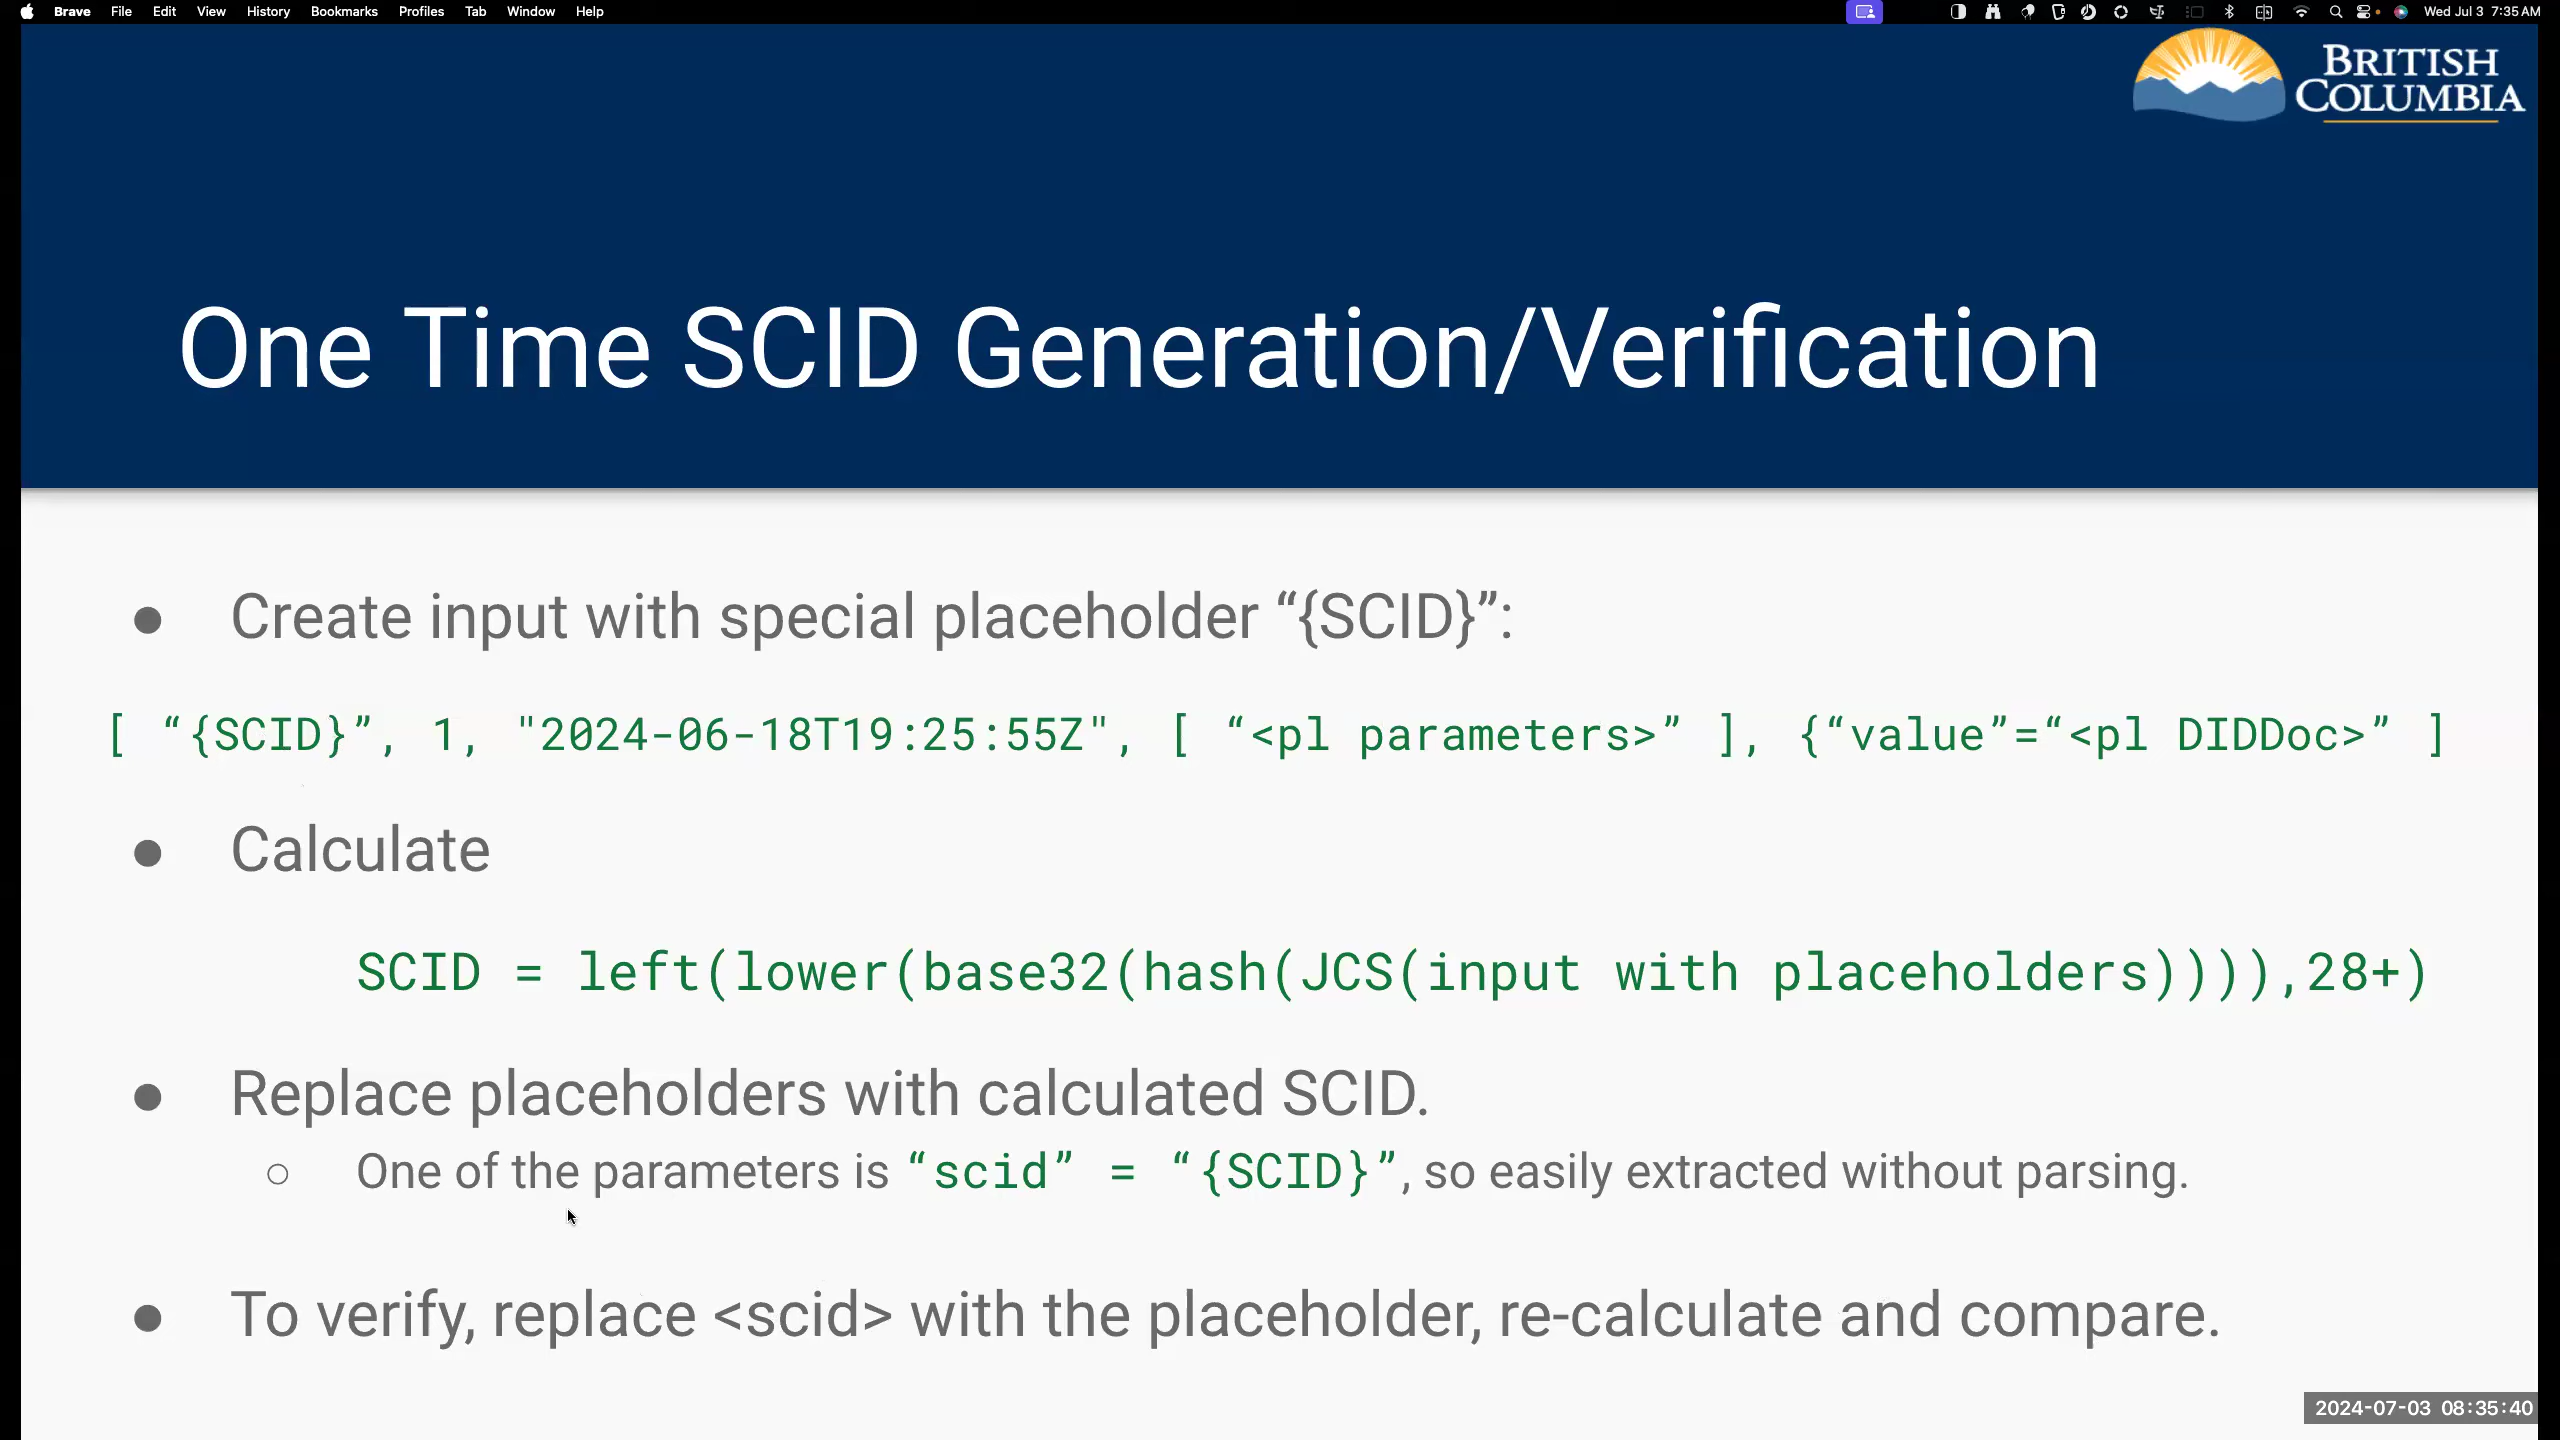 Brave File Edit View History Bookmarks Profiles Tab Window Help Wed Jul 3 7:35 AM
BRITISH
COLUMBIA
One Time SCID Generation/Verification
● Create input with special placeholder “{SCID}”:
[ “{SCID}”, 1, "2024-06-18T19:25:55Z", [ “<pl parameters>” ], {“value”=“<pl DIDDoc>” ]
● Calculate
SCID = left(lower(base32(hash(JCS(input with placeholders)))),28+)
● Replace placeholders with calculated SCID.
○ One of the parameters is “scid” = “{SCID}”, so easily extracted without parsing.
● To verify, replace <scid> with the placeholder, re-calculate and compare.
2024-07-03 08:35:40